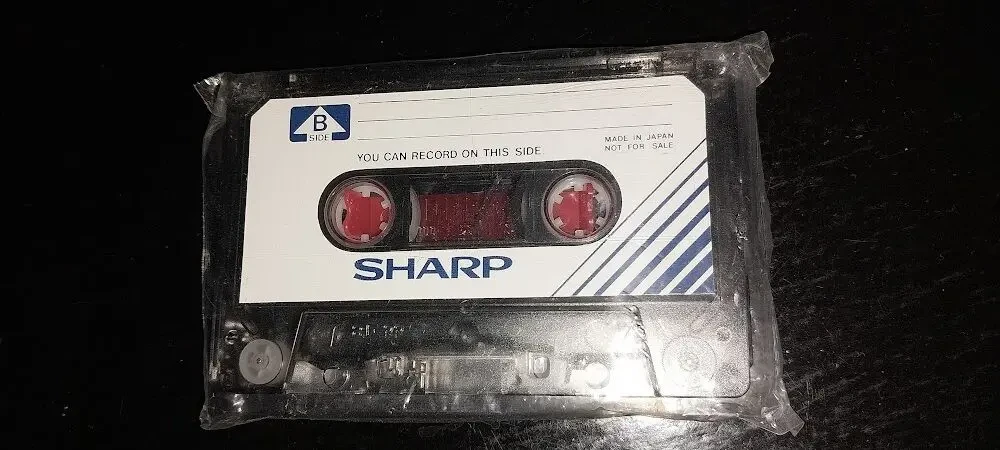 B
SIDE
YOU CAN RECORD ON THIS SIDE
MADE IN JAPAN
NOT FOR SALE
SHARP